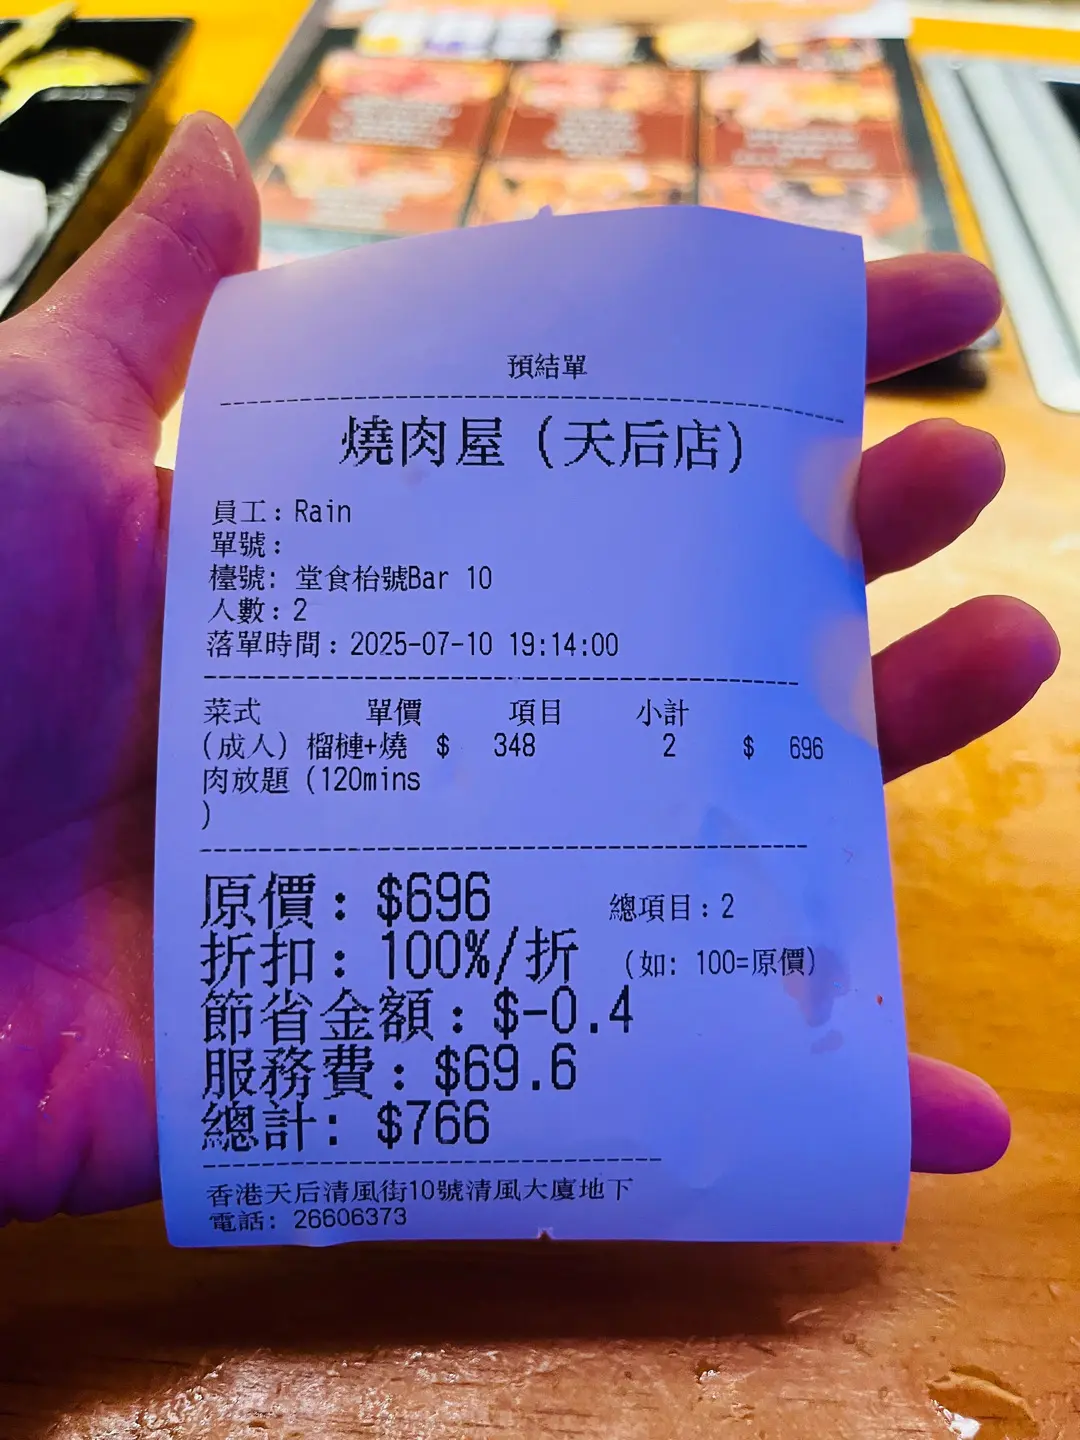 預結單
燒肉屋（天后店）
員工：Rain
單號：
檯號: 堂食枱號Bar 10
人數：2
落單時間：2025-07-10 19:14:00
菜式 單價 項目 小計
(成人) 榴槤+燒 $ 348 2 $ 696
肉放題 (120mins
)
原價：$696 總項目：2
折扣：100%/折 (如: 100=原價)
節省金額：$-0.4
服務費：$69.6
總計: $766
香港天后清風街10號清風大廈地下
電話: 26606373